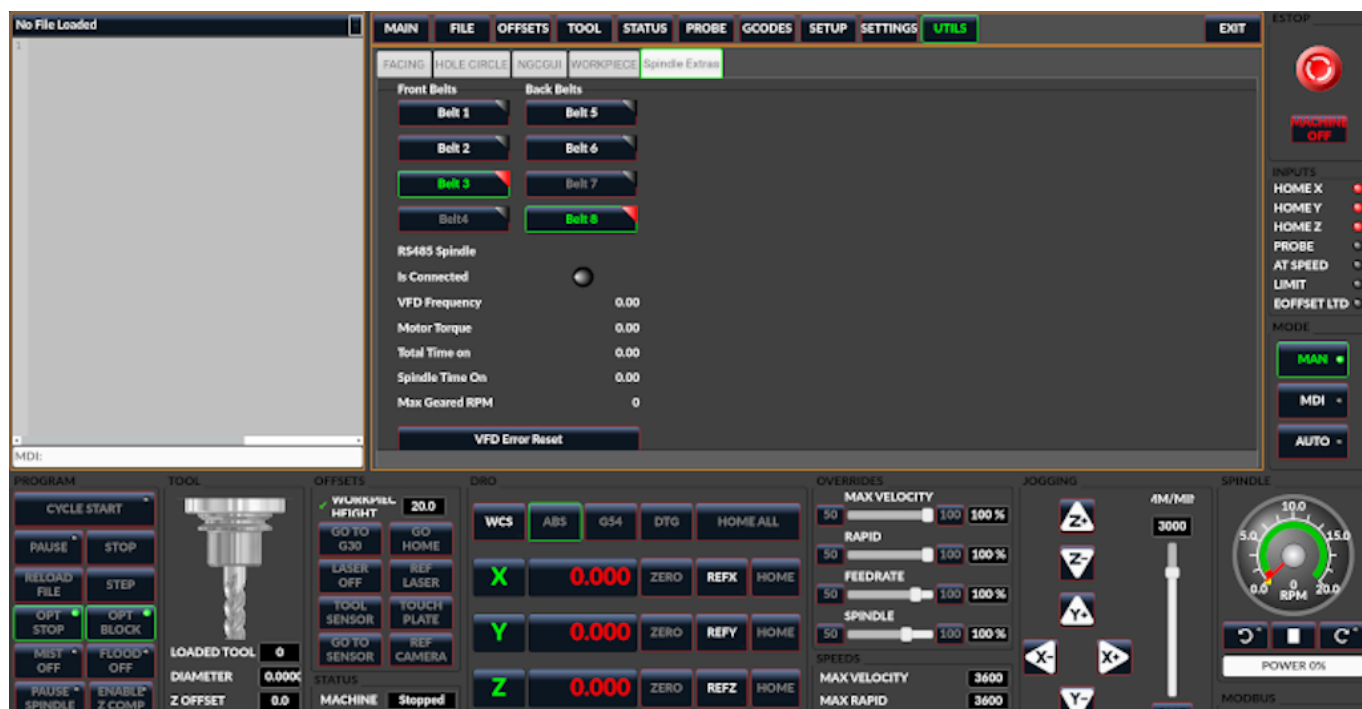 No File Loaded
1
MDI:
MAIN FILE OFFSETS TOOL STATUS PROBE GCODES SETUP SETTINGS UTILS EXIT
FACING HOLE CIRCLE NGCGUI WORKPIECE Spindle Extras
Front Belts Back Belts
Belt 1 Belt 5
Belt 2 Belt 6
Belt 3 Belt 7
Belt4 Belt 8
RS485 Spindle
Is Connected
VFD Frequency 0.00
Motor Torque 0.00
Total Time on 0.00
Spindle Time On 0.00
Max Geared RPM 0
VFD Error Reset
ESTOP
MACHINE
OFF
INPUTS
HOME X
HOME Y
HOME Z
PROBE
AT SPEED
LIMIT
EOFFSET LTD
MODE
MAN
MDI
AUTO
PROGRAM
CYCLE START
PAUSE STOP
RELOAD
FILE
STEP
OPT
STOP
OPT
BLOCK
MIST
OFF
FLOOD
OFF
PAUSE
SPINDLE
ENABLE
Z COMP
TOOL
LOADED TOOL 0
DIAMETER 0.0000
Z OFFSET 0.0
OFFSETS
HEIGHT 20.0
GO TO
G30
GO
HOME
LASER
OFF
REF
LASER
TOOL
SENSOR
TOUCH
PLATE
GO TO
SENSOR
REF
CAMERA
STATUS
MACHINE Stopped
DRO
WCS ABS G54 DTG HOME ALL
X 0.000 ZERO REFX HOME
Y 0.000 ZERO REFY HOME
Z 0.000 ZERO REFZ HOME
OVERRIDES
MAX VELOCITY
50 100 100 %
RAPID
50 100 100 %
FEEDRATE
50 100 100 %
SPINDLE
50 100 100 %
SPEEDS
MAX VELOCITY 3600
MAX RAPID 3600
JOGGING
Z+
Z-
Y+
X- X+
Y-
3000
SPINDLE
10.0
5.0 15.0
0.0 0 20.0
RPM
POWER 0%
MODBUS